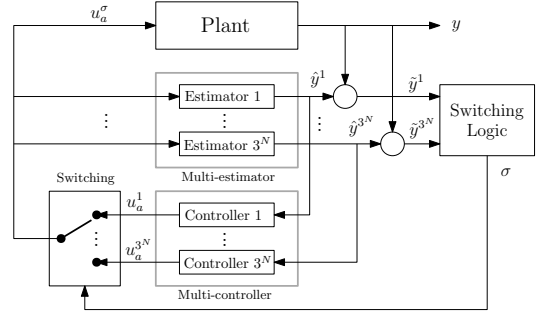 u_a^σ
Plant
y
ŷ^1
ỹ^1
Estimator 1
⋮
⋮
⋮
ŷ^{3^N}
ỹ^{3^N}
Estimator 3^N
Switching
Logic
Multi-estimator
σ
Switching
u_a^1
Controller 1
⋮
⋮
u_a^{3^N}
Controller 3^N
Multi-controller